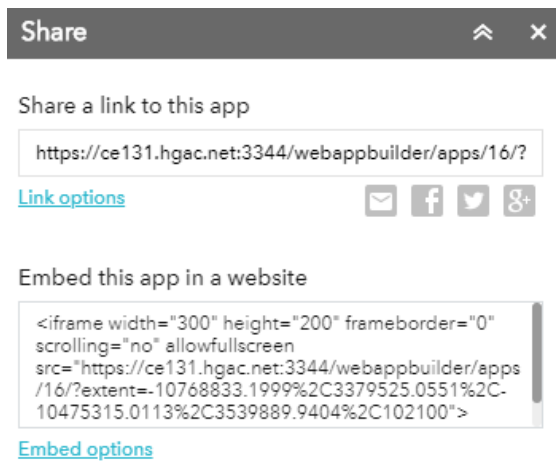 Share
Share a link to this app
https://ce131.hgac.net:3344/webappbuilder/apps/16/?
Link options
Embed this app in a website
<iframe width="300" height="200" frameborder="0"
scrolling="no" allowfullscreen
src="https://ce131.hgac.net:3344/webappbuilder/apps
/16/?extent=-10768833.1999%2C3379525.0551%2C-
10475315.0113%2C3539889.9404%2C102100">
Embed options